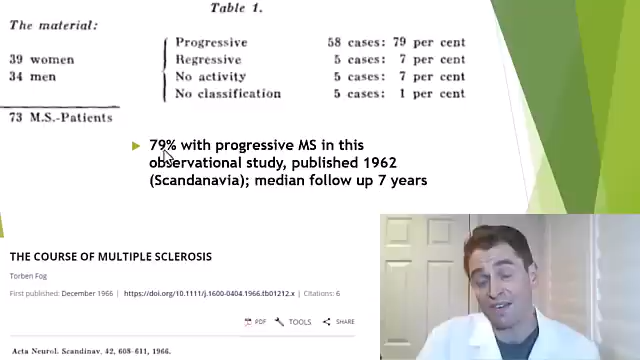 Table 1.
The material:
39 women
34 men
73 M.S.-Patients
Progressive 58 cases: 79 per cent
Regressive 5 cases: 7 per cent
No activity 5 cases: 7 per cent
No classification 5 cases: 1 per cent
79% with progressive MS in this
observational study, published 1962
(Scandanavia); median follow up 7 years
THE COURSE OF MULTIPLE SCLEROSIS
Torben Fog
First published: December 1966 | https://doi.org/10.1111/j.1600-0404.1966.tb01212.x | Citations: 6
PDF TOOLS SHARE
Acta Neurol. Scandinav. 42, 608-611, 1966.